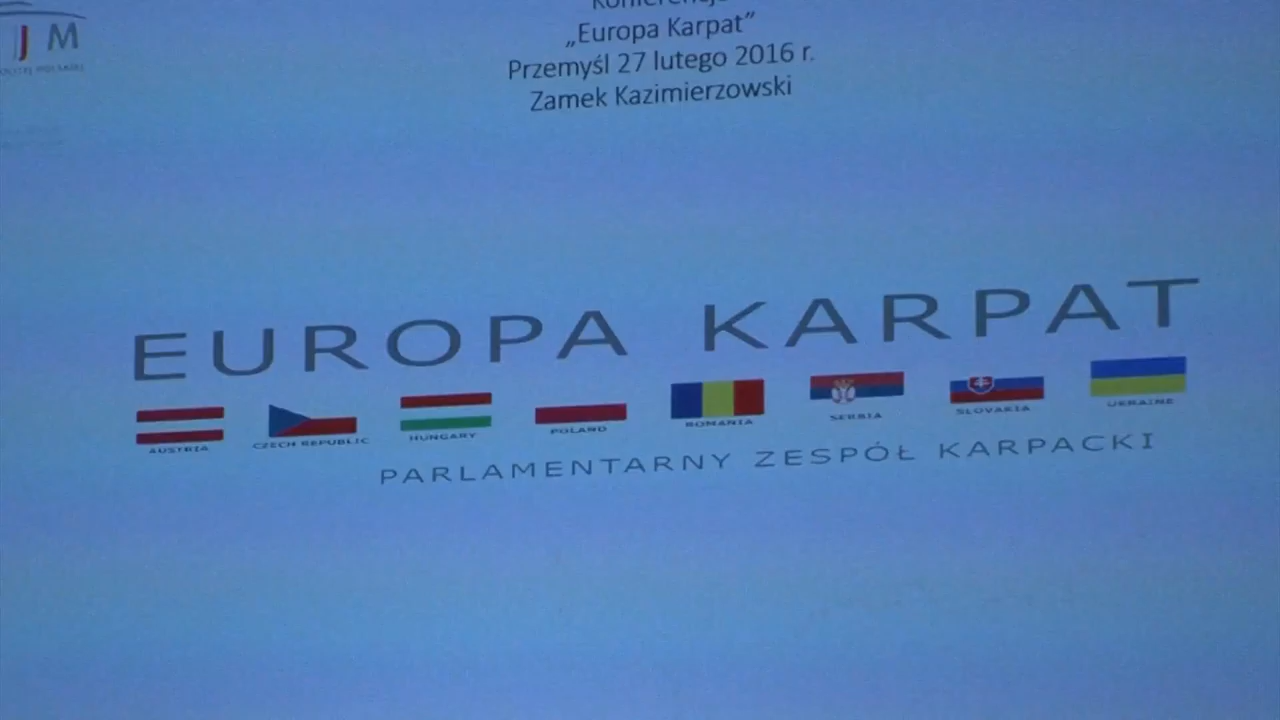 J M
„Europa Karpat”
Przemyśl 27 lutego 2016 r.
Zamek Kazimierzowski
EUROPA KARPAT
AUSTRIA
CZECH REPUBLIC
HUNGARY
POLAND
ROMANIA
SERBIA
SLOVAKIA
UKRAINE
PARLAMENTARNY ZESPÓŁ KARPACKI